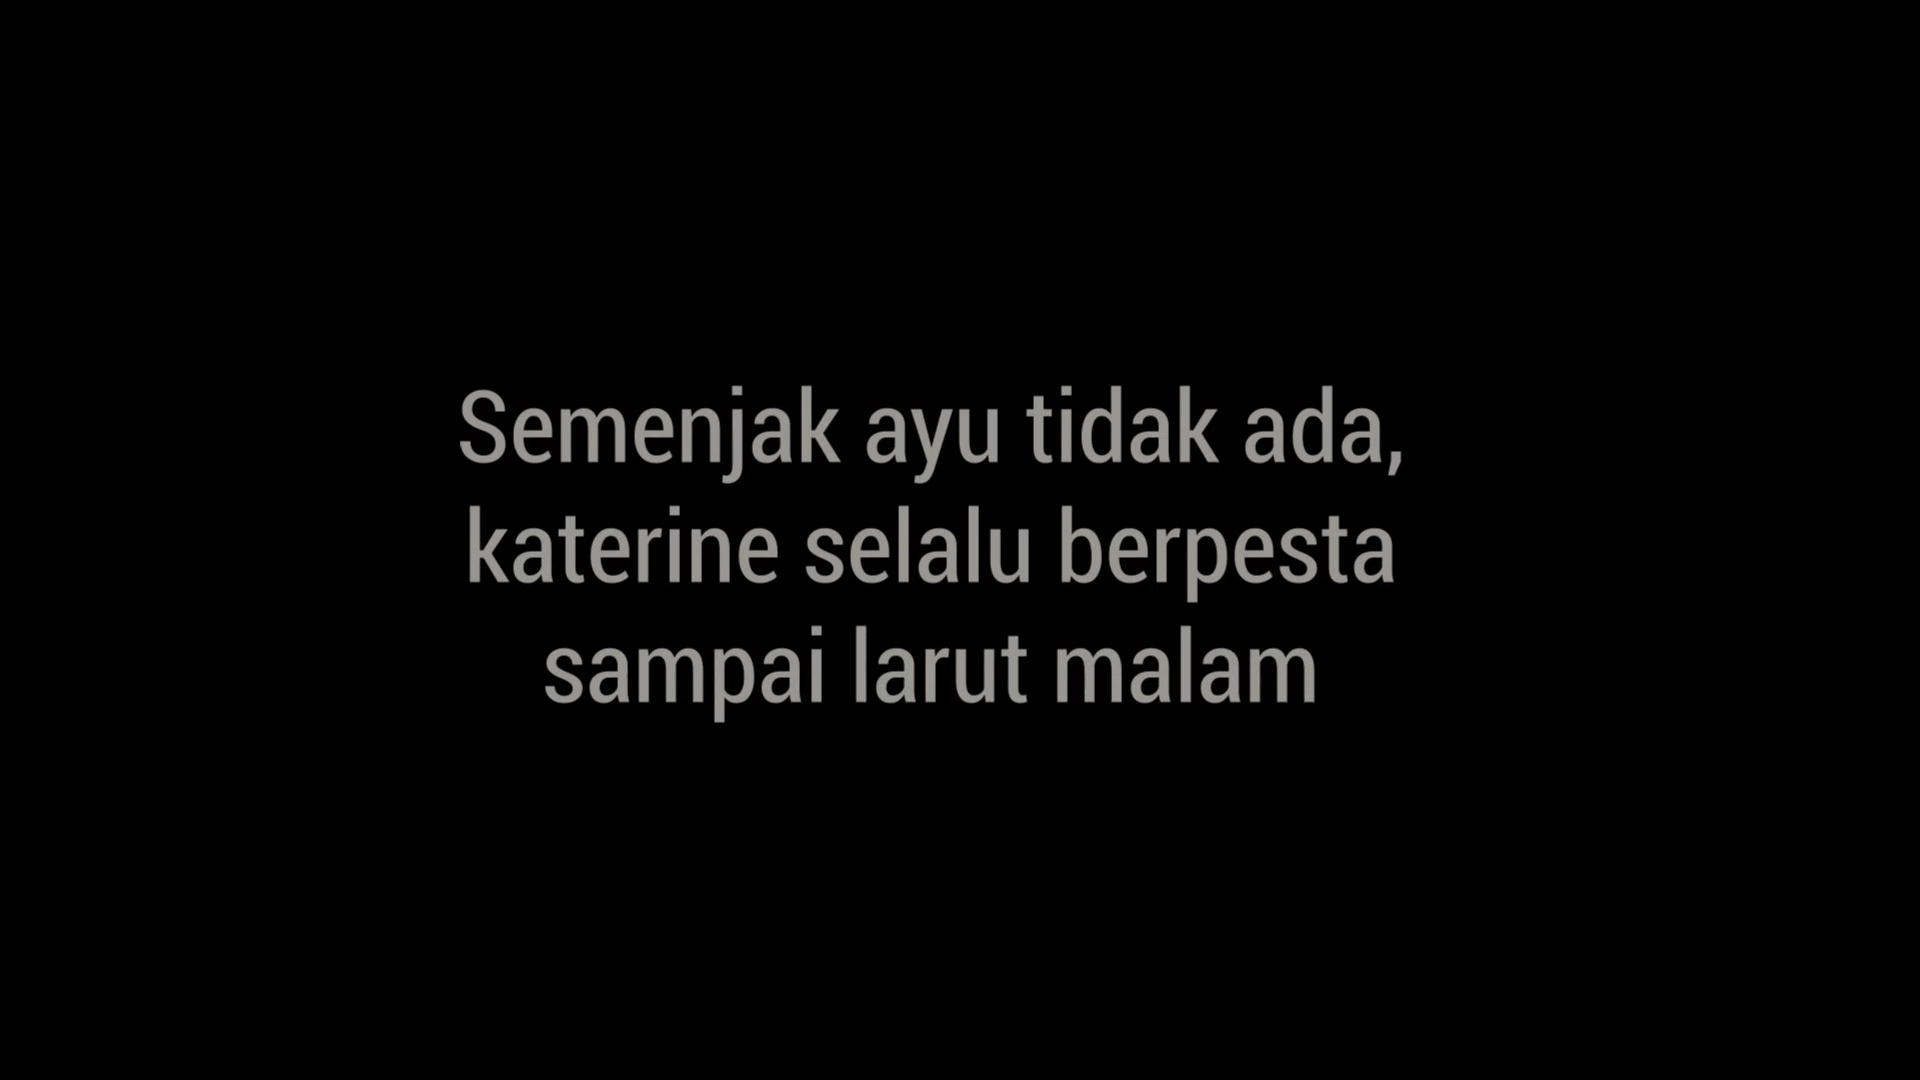 Semenjak ayu tidak ada,
katerine selalu berpesta
sampai larut malam